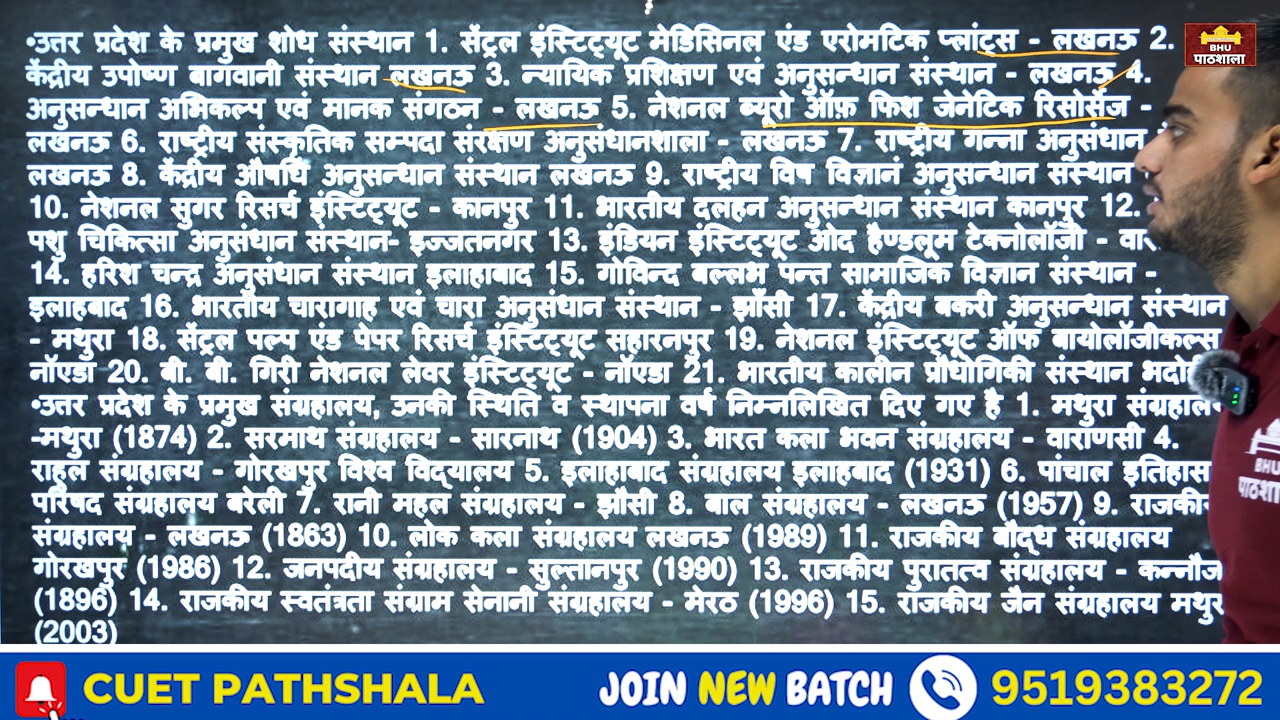 •उत्तर प्रदेश के प्रमुख शोध संस्थान 1. सेंट्रल इंस्टिट्यूट मेडिसिनल एंड एरोमटिक प्लांट्स - लखनऊ 2.
केंद्रीय उपोष्ण बागवानी संस्थान लखनऊ 3. न्यायिक प्रशिक्षण एवं अनुसन्धान संस्थान - लखनऊ 4.
अनुसन्धान अभिकल्प एवं मानक संगठन - लखनऊ 5. नेशनल ब्यूरो ऑफ़ फिश जेनेटिक रिसोर्सेज -
लखनऊ 6. राष्ट्रीय संस्कृतिक सम्पदा संरक्षण अनुसंधानशाला - लखनऊ 7. राष्ट्रीय गन्ना अनुसंधान
लखनऊ 8. केंद्रीय औषधि अनुसन्धान संस्थान लखनऊ 9. राष्ट्रीय विष विज्ञानं अनुसन्धान संस्थान
10. नेशनल सुगर रिसर्च इंस्टिट्यूट - कानपुर 11. भारतीय दलहन अनुसन्धान संस्थान कानपुर 12.
पशु चिकित्सा अनुसंधान संस्थान- इज्जतनगर 13. इंडियन इंस्टिट्यूट ओद हैण्डलूम टेक्नोलॉजी -
14. हरिश चन्द्र अनुसंधान संस्थान इलाहाबाद 15. गोविन्द बल्लभ पन्त सामाजिक विज्ञान संस्थान -
इलाहबाद 16. भारतीय चारागाह एवं चारा अनुसंधान संस्थान - झाँसी 17. केंद्रीय बकरी अनुसन्धान संस्थान
- मथुरा 18. सेंट्रल पल्प एंड पेपर रिसर्च इंस्टिट्यूट सहारनपुर 19. नेशनल इंस्टिट्यूट ऑफ बायोलॉजीकल्स
नॉएडा 20. बी. बी. गिरी नेशनल लेवर इंस्टिट्यूट - नॉएडा 21. भारतीय कालीन प्रौधोगिकी संस्थान
•उत्तर प्रदेश के प्रमुख संग्रहालय, उनकी स्थिति व स्थापना वर्ष निम्नलिखित दिए गए है 1. मथुरा संग्रहालय
-मथुरा (1874) 2. सरमाथ संग्रहालय - सारनाथ (1904) 3. भारत कला भवन संग्रहालय - वाराणसी 4.
राहुल संग्रहालय - गोरखपुर विश्व विद्यालय 5. इलाहाबाद संग्रहालय इलाहबाद (1931) 6. पांचाल इतिहास
परिषद संग्रहालय बरेली 7. रानी महल संग्रहालय - झाँसी 8. बाल संग्रहालय - लखनऊ (1957) 9. राजकीय
संग्रहालय - लखनऊ (1863) 10. लोक कला संग्रहालय लखनऊ (1989) 11. राजकीय बौद्ध संग्रहालय
गोरखपुर (1986) 12. जनपदीय संग्रहालय - सुल्तानपुर (1990) 13. राजकीय पुरातत्व संग्रहालय - कन्नौज
(1896) 14. राजकीय स्वतंत्रता संग्राम सेनानी संग्रहालय - मेरठ (1996) 15. राजकीय जैन संग्रहालय मथुरा
(2003)
BHU
पाठशाला
BHU
CUET PATHSHALA
JOIN NEW BATCH
9519383272